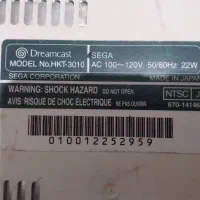 Dreamcast
SEGA
MODEL No.HKT-3010
AC 100~120V 50/60Hz 22W
SEGA CORPORATION
MADE IN JAPAN
WARNING: SHOCK HAZARD
DO NOT OPEN
AVIS: RISQUE DE CHOC ÉLECTRIQUE
NE PAS OUVRIR
NTSC
J
670-1414
010012252959